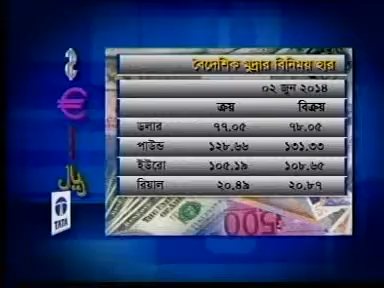 বৈদেশিক মুদ্রার বিনিময় হার
০২ জুন ২০১৪
ক্রয় বিক্রয়
ডলার ৭৭.০৫ ৭৮.০৫
পাউন্ড ১২৮.৬৬ ১৩১.৩৩
ইউরো ১০৫.১৯ ১০৮.৬৫
রিয়াল ২০.৪৯ ২০.৮৭
TATA
500